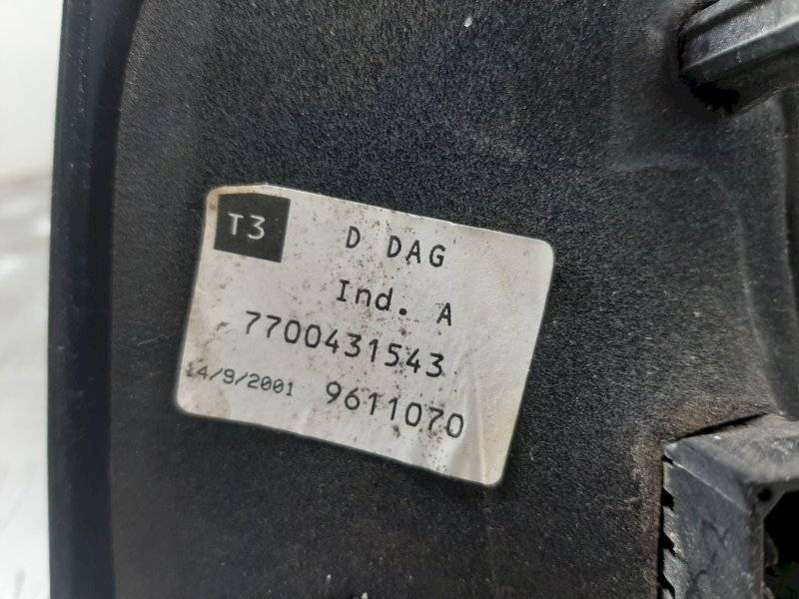 T3 D DAG
Ind. A
7700431543
14/9/2001 9611070